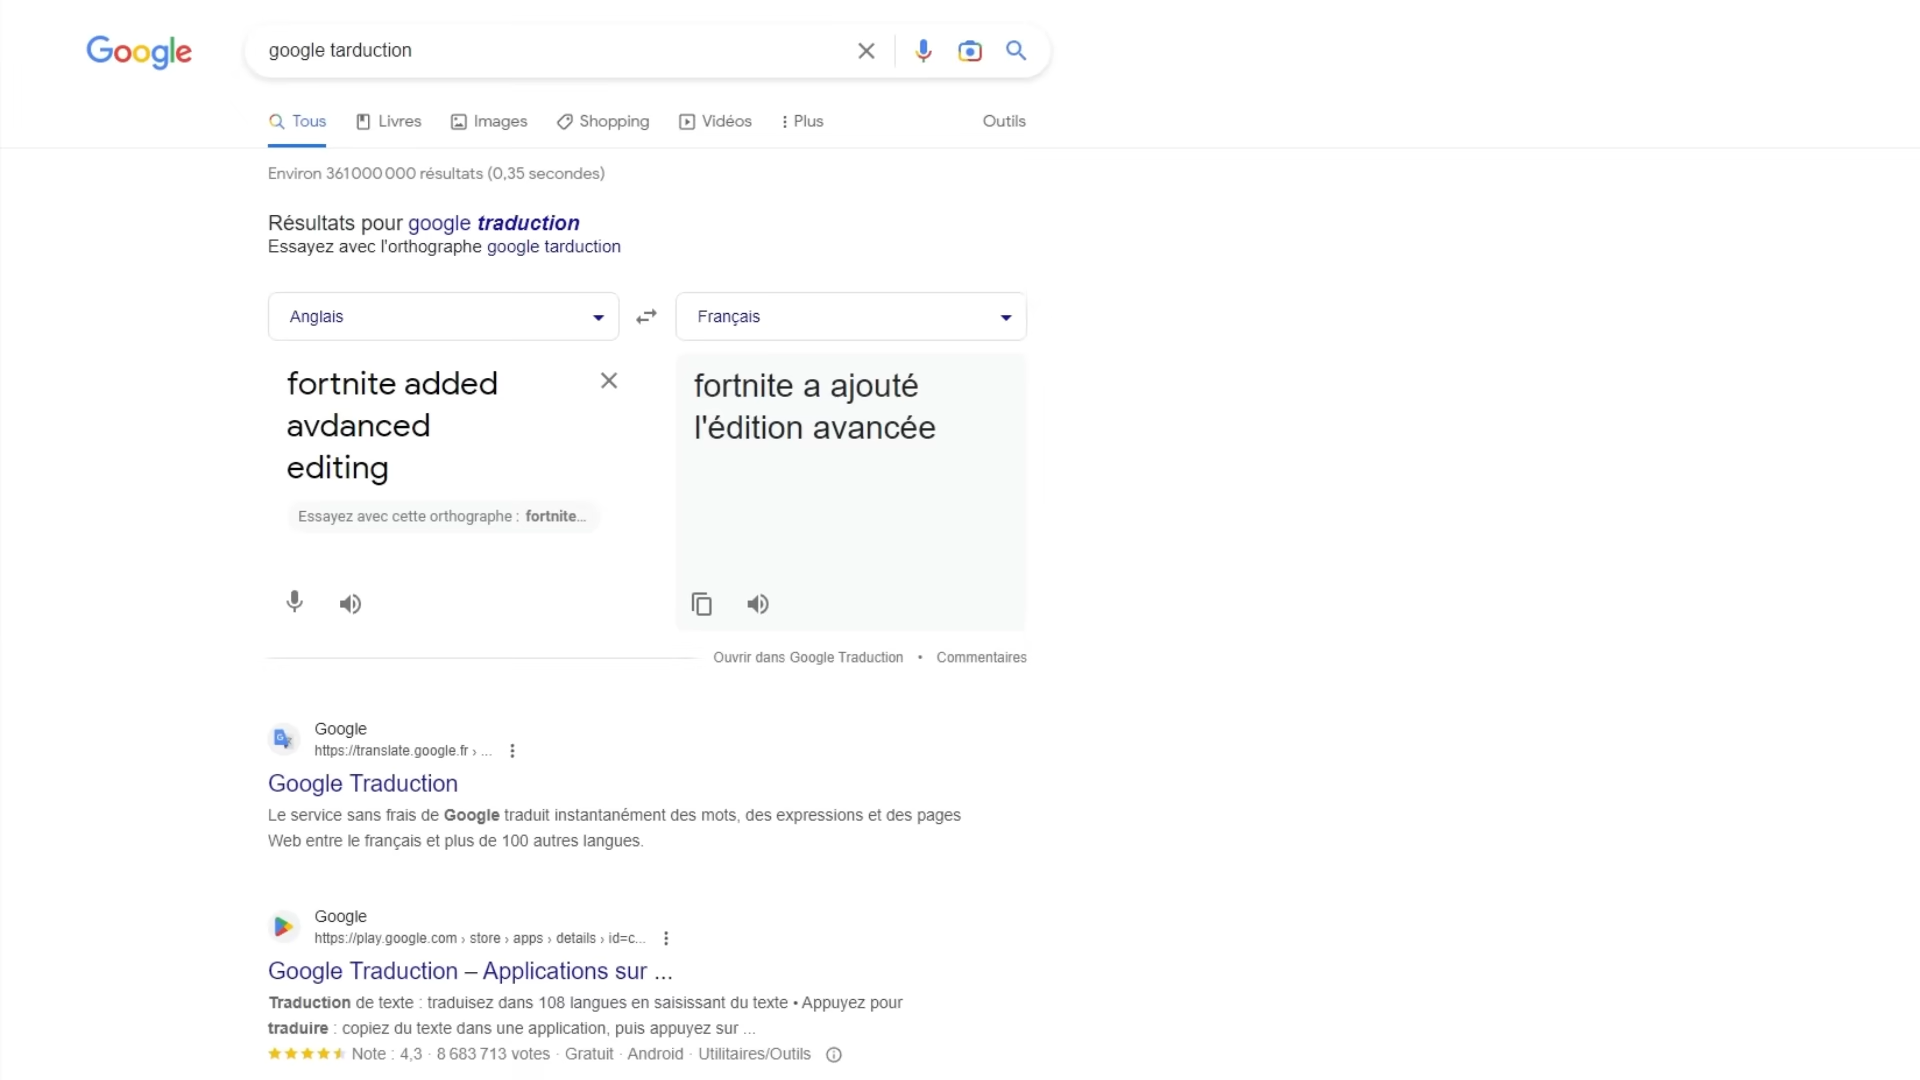 Google
google tarduction
Tous
Livres
Images
Shopping
Vidéos
Plus
Outils
Environ 361 000 000 résultats (0,35 secondes)
Résultats pour google traduction
Essayez avec l'orthographe google tarduction
Anglais
Français
fortnite added
avdanced
editing
Essayez avec cette orthographe : fortnite...
fortnite a ajouté
l'édition avancée
Ouvrir dans Google Traduction • Commentaires
Google
https://translate.google.fr › ...
Google Traduction
Le service sans frais de Google traduit instantanément des mots, des expressions et des pages
Web entre le français et plus de 100 autres langues.
Google
https://play.google.com › store › apps › details › id=c...
Google Traduction – Applications sur ...
Traduction de texte : traduisez dans 108 langues en saisissant du texte • Appuyez pour
traduire : copiez du texte dans une application, puis appuyez sur ...
Note : 4,3 · 8 683 713 votes · Gratuit · Android · Utilitaires/Outils